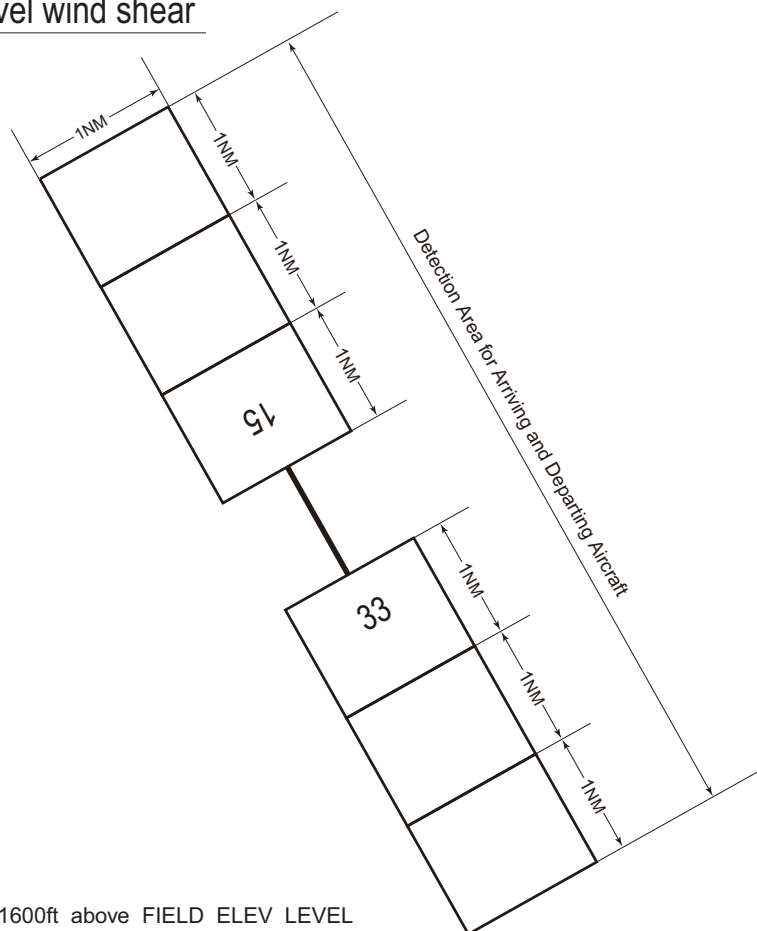 vel wind shear
1NM
1NM
1NM
1NM
Detection Area for Arriving and Departing Aircraft
15
33
1NM
1NM
1NM
1600ft above FIELD ELEV LEVEL